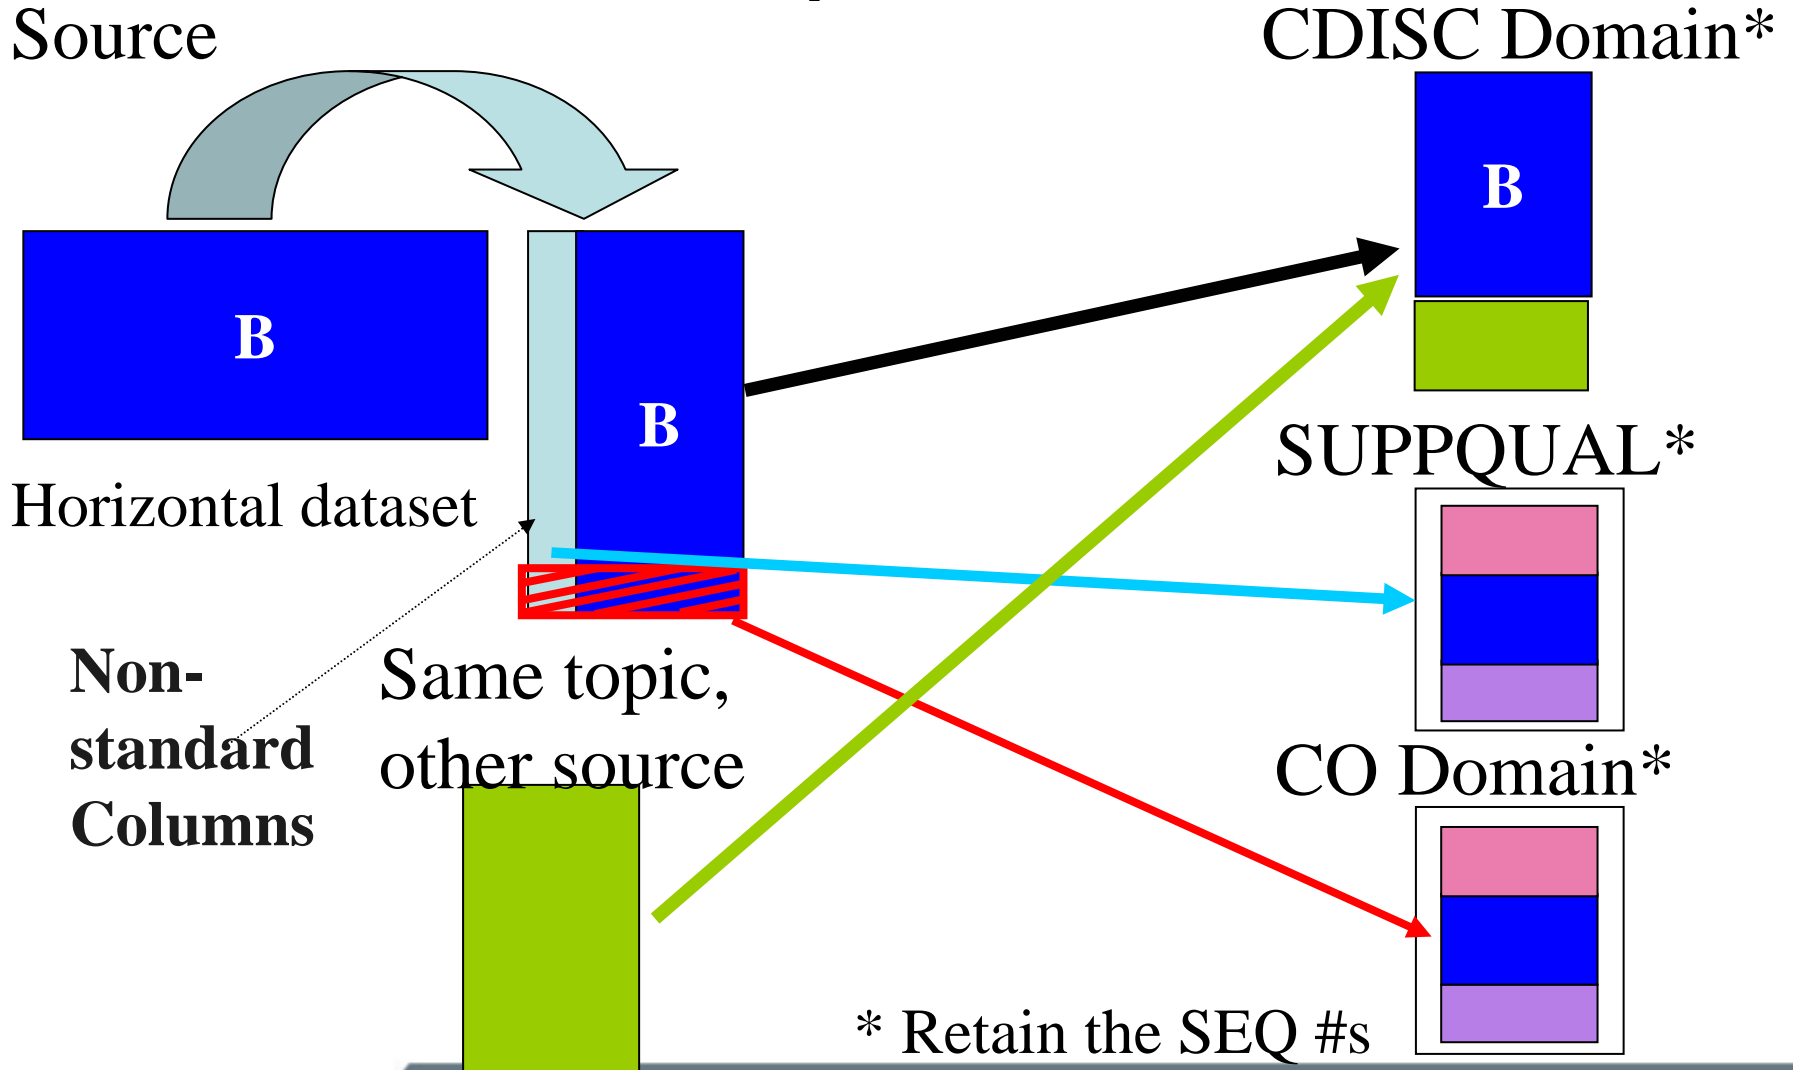 Source
CDISC Domain*
B
B
B
Horizontal dataset
SUPPQUAL*
Non-
standard
Columns
Same topic,
other source
CO Domain*
* Retain the SEQ #s